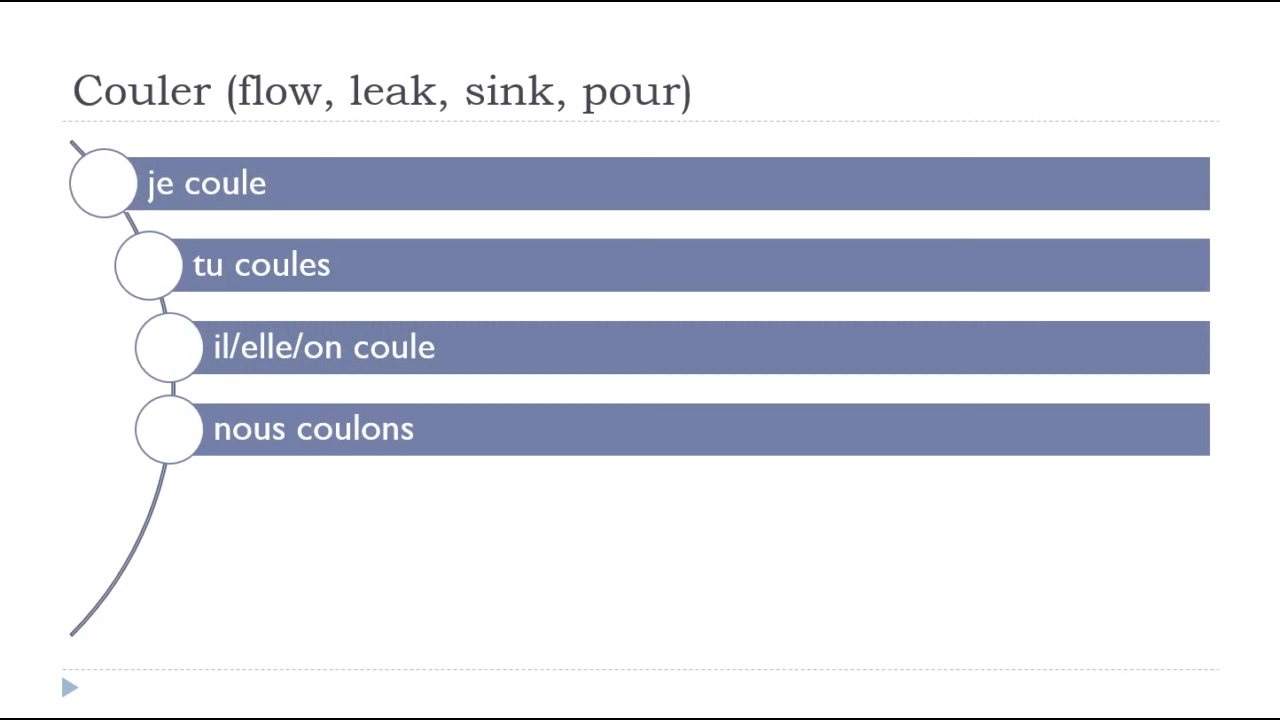 Couler (flow, leak, sink, pour)
je coule
tu coules
il/elle/on coule
nous coulons